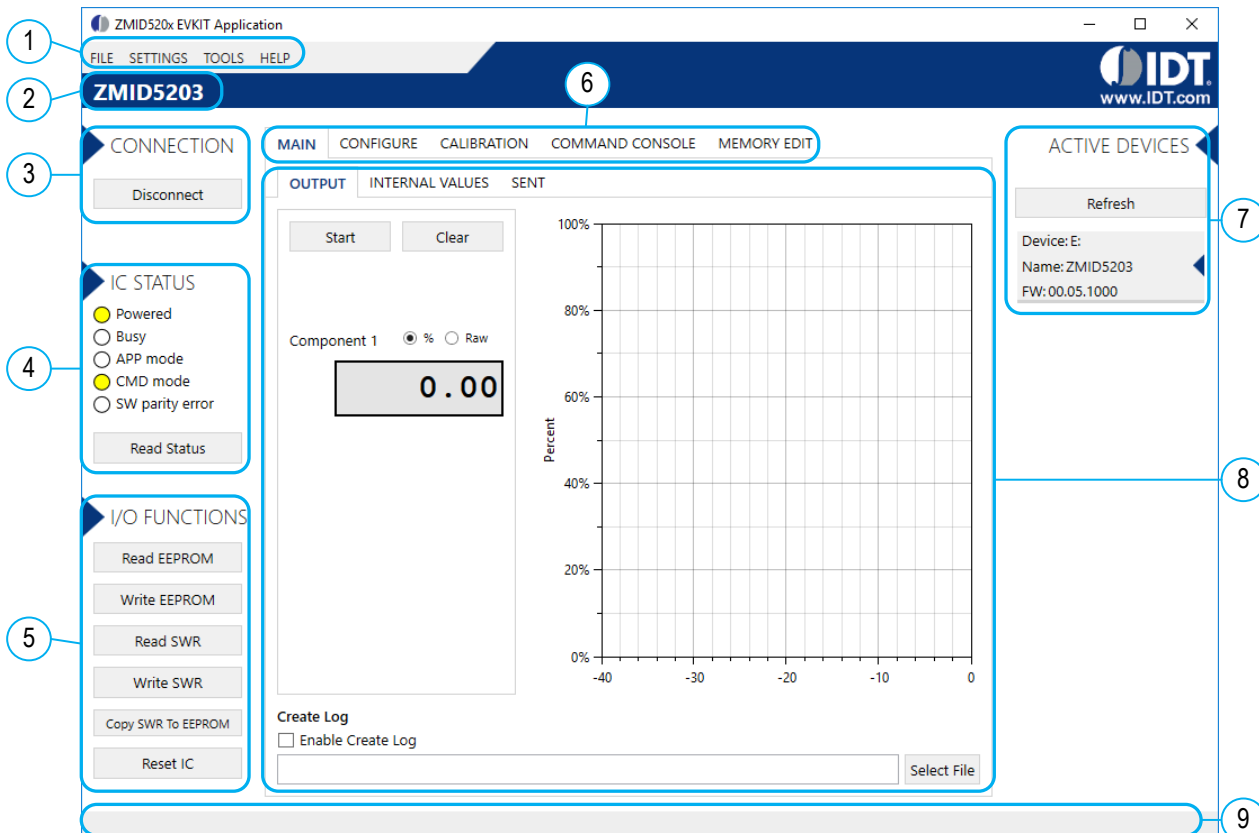 ZMID520x EVKIT Application
1
FILE SETTINGS TOOLS HELP
IDT.
www.IDT.com
2
ZMID5203
6
3
CONNECTION
Disconnect
MAIN CONFIGURE CALIBRATION COMMAND CONSOLE MEMORY EDIT
ACTIVE DEVICES
Refresh
7
Device: E:
Name: ZMID5203
FW: 00.05.1000
4
IC STATUS
Powered
Busy
APP mode
CMD mode
SW parity error
Read Status
OUTPUT INTERNAL VALUES SENT
Start Clear
Component 1 % Raw
0.00
100%
80%
60%
40%
20%
0%
Percent
-40 -30 -20 -10 0
8
5
I/O FUNCTIONS
Read EEPROM
Write EEPROM
Read SWR
Write SWR
Copy SWR To EEPROM
Reset IC
Create Log
Enable Create Log
Select File
9